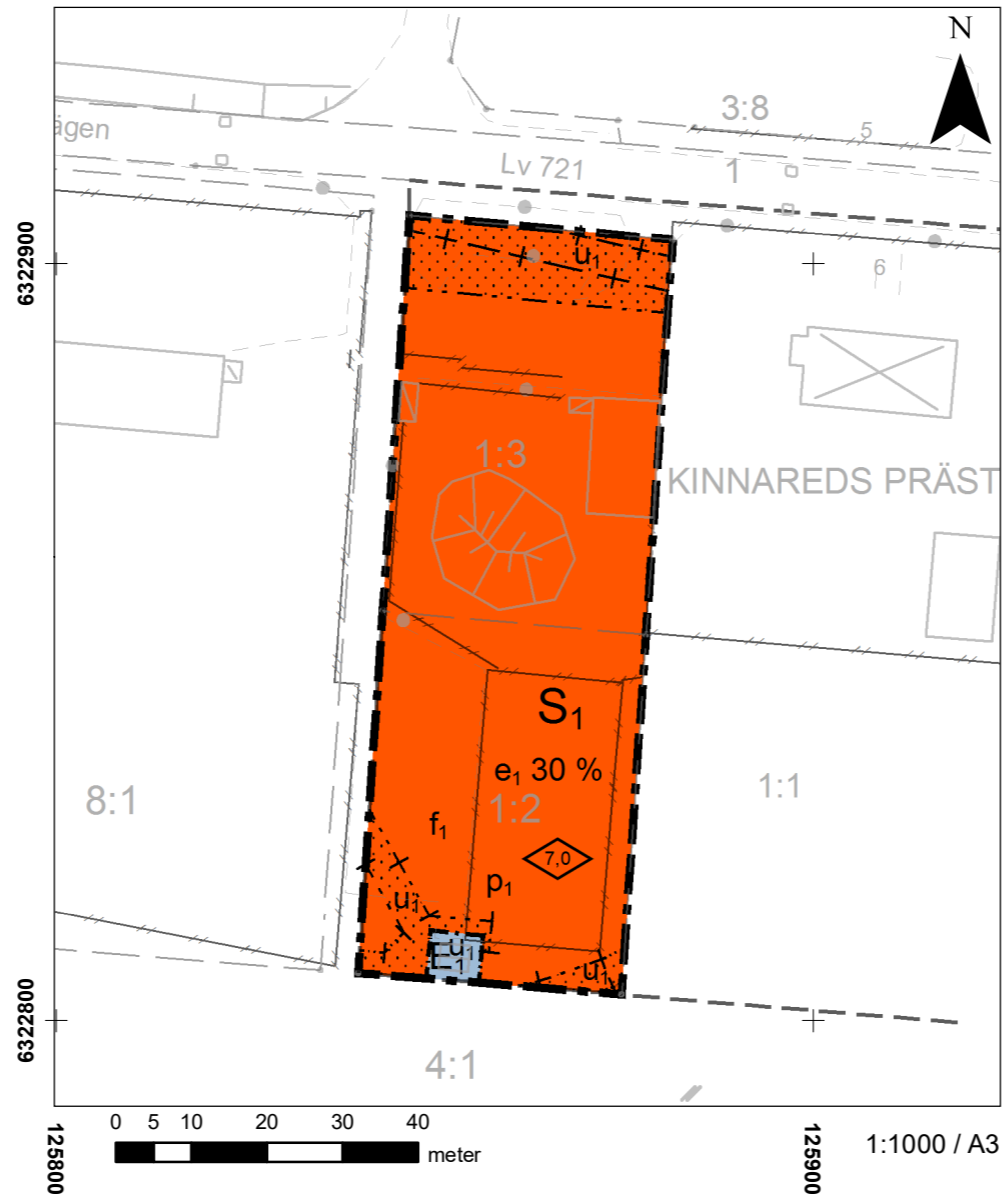 N
3:8
5
ägen
Lv 721
1
6322900
u₁
6
1:3
KINNAREDS PRÄST
S₁
e₁ 30 %
1:2
8:1
1:1
f₁
7,0
p₁
u₁
u₁
E₁
u₁
6322800
4:1
0 5 10 20 30 40
meter
1:1000 / A3
1225800
1225900